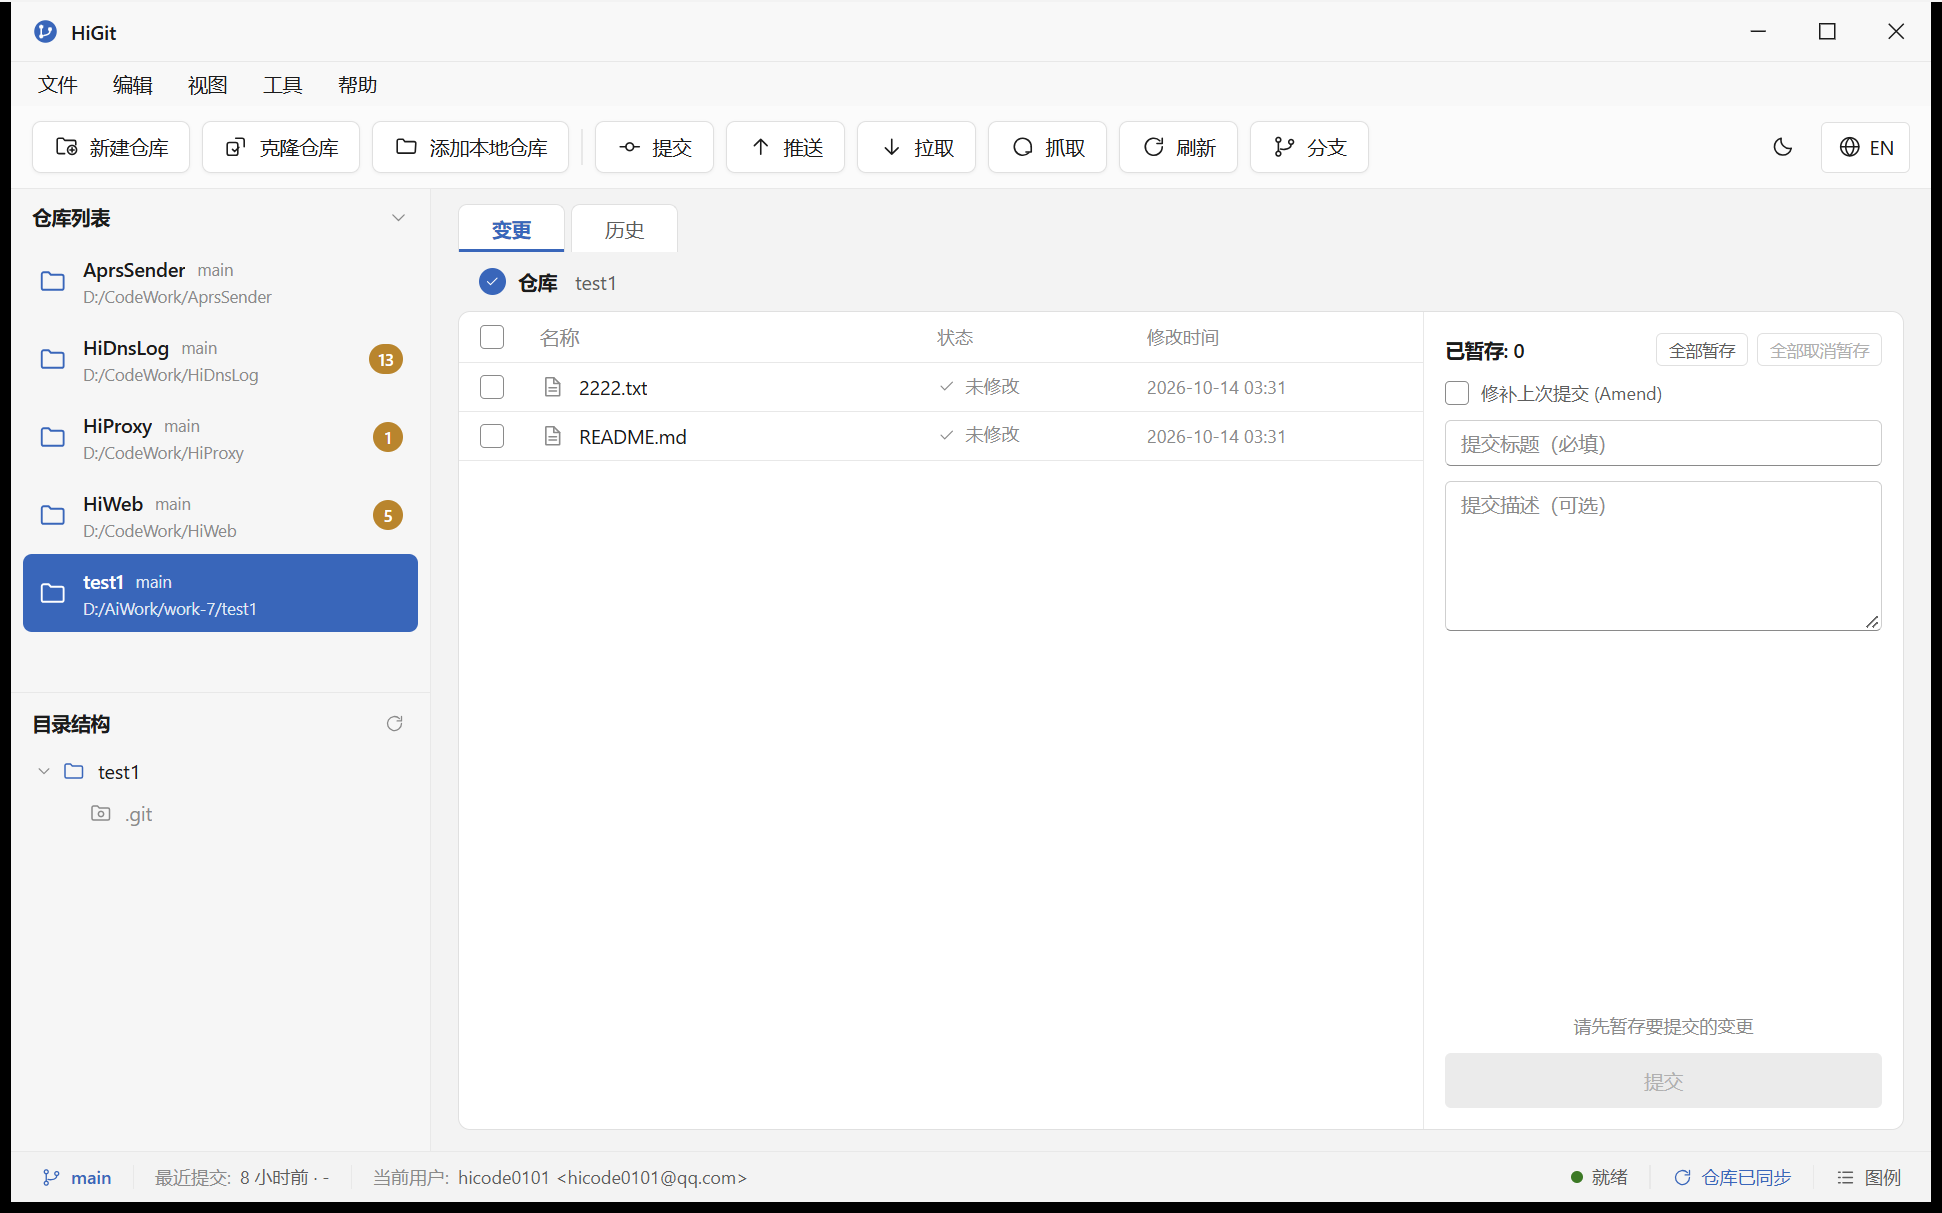 HiGit
文件 编辑 视图 工具 帮助
新建仓库 克隆仓库 添加本地仓库 提交 推送 拉取 抓取 刷新 分支 EN
仓库列表
AprsSender main
D:/CodeWork/AprsSender
HiDnsLog main
D:/CodeWork/HiDnsLog
13
HiProxy main
D:/CodeWork/HiProxy
1
HiWeb main
D:/CodeWork/HiWeb
5
test1 main
D:/AiWork/work-7/test1
目录结构
test1
.git
变更 历史
仓库 test1
名称 状态 修改时间
2222.txt 未修改 2026-10-14 03:31
README.md 未修改 2026-10-14 03:31
已暂存: 0 全部暂存 全部取消暂存
修补上次提交 (Amend)
提交标题（必填）
提交描述（可选）
请先暂存要提交的变更
提交
main 最近提交: 8 小时前 · - 当前用户: hicode0101 <hicode0101@qq.com> 就绪 仓库已同步 图例